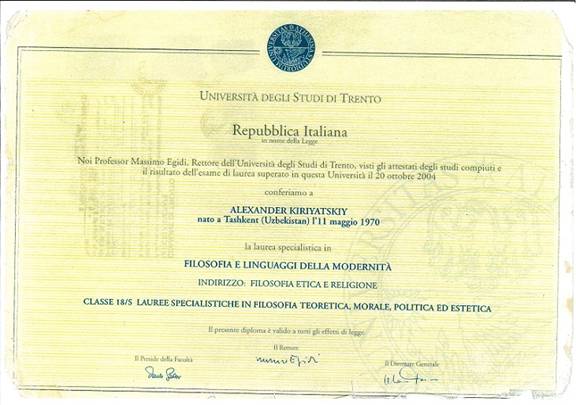 UNIVERSITÀ DEGLI STUDI DI TRENTO
Repubblica Italiana
in nome della Legge
Noi Professor Massimo Egidi, Rettore dell'Università degli Studi di Trento, visti gli attestati degli studi compiuti e
il risultato dell'esame di laurea superato in questa Università il 20 ottobre 2004
conferiamo a
ALEXANDER KIRIYATSKIY
nato a Tashkent (Uzbekistan) l'11 maggio 1970
la laurea specialistica in
FILOSOFIA E LINGUAGGI DELLA MODERNITÀ
INDIRIZZO: FILOSOFIA ETICA E RELIGIONE
CLASSE 18/S LAUREE SPECIALISTICHE IN FILOSOFIA TEORETICA, MORALE, POLITICA ED ESTETICA
Il presente diploma è valido a tutti gli effetti di legge.
Il Rettore
Il Preside della Facoltà
Il Direttore Generale